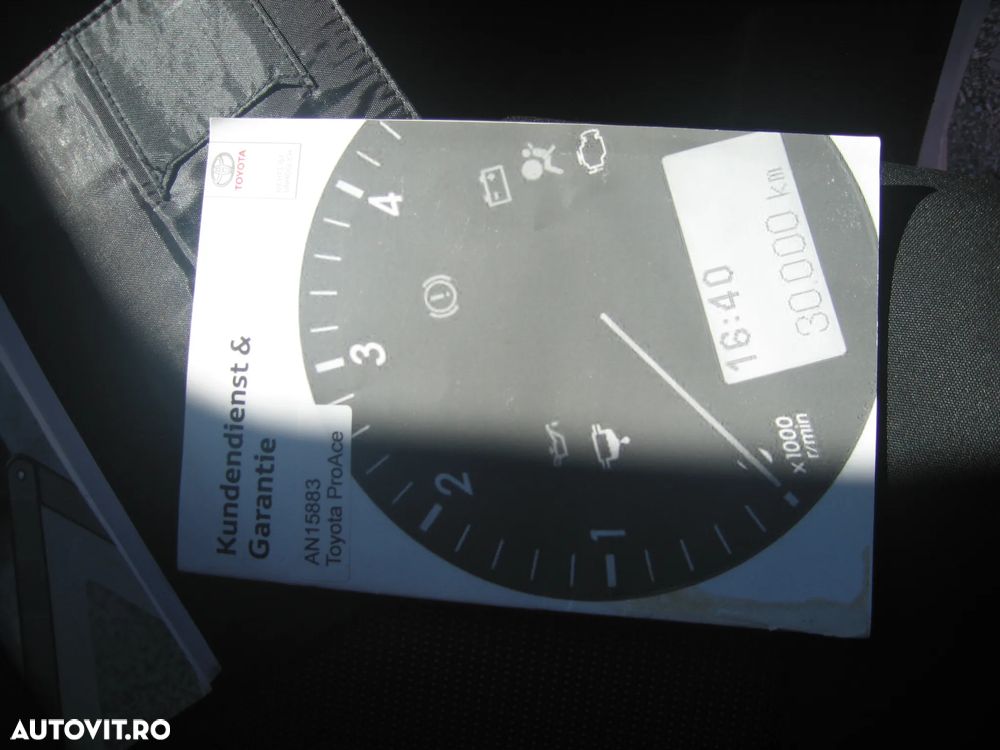 TOYOTA
Kundendienst &
Garantie
AN15883
Toyota ProAce
4
3
2
1
16:40
30.000 km
x1000
r/min
AUTOVIT.RO